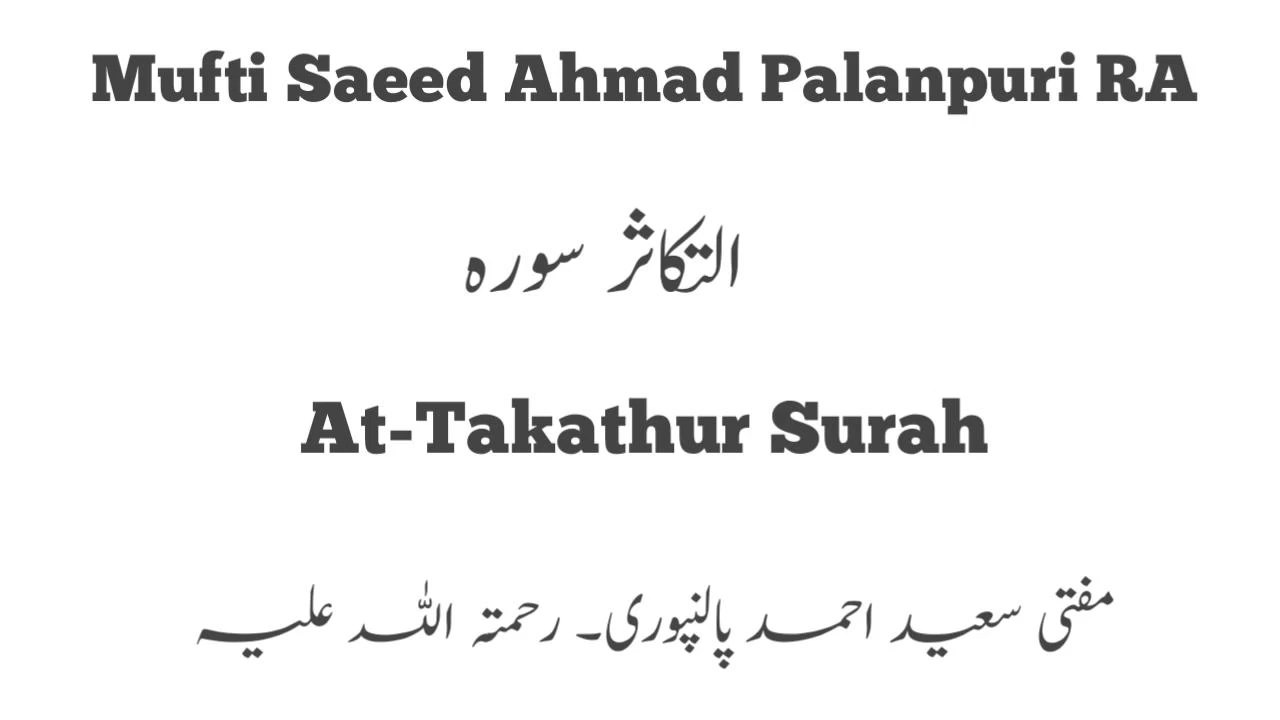 Mufti Saeed Ahmad Palanpuri RA
التکاثر سورہ
At-Takathur Surah
مفتی سعید احمد پالنپوری۔ رحمتہ اللہ علیہ